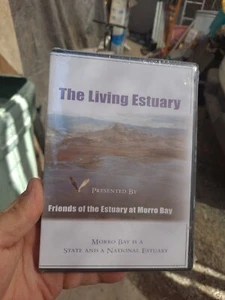 The Living Estuary
PRESENTED BY
Friends of the Estuary at Morro Bay
MORRO BAY IS A
STATE AND A NATIONAL ESTUARY